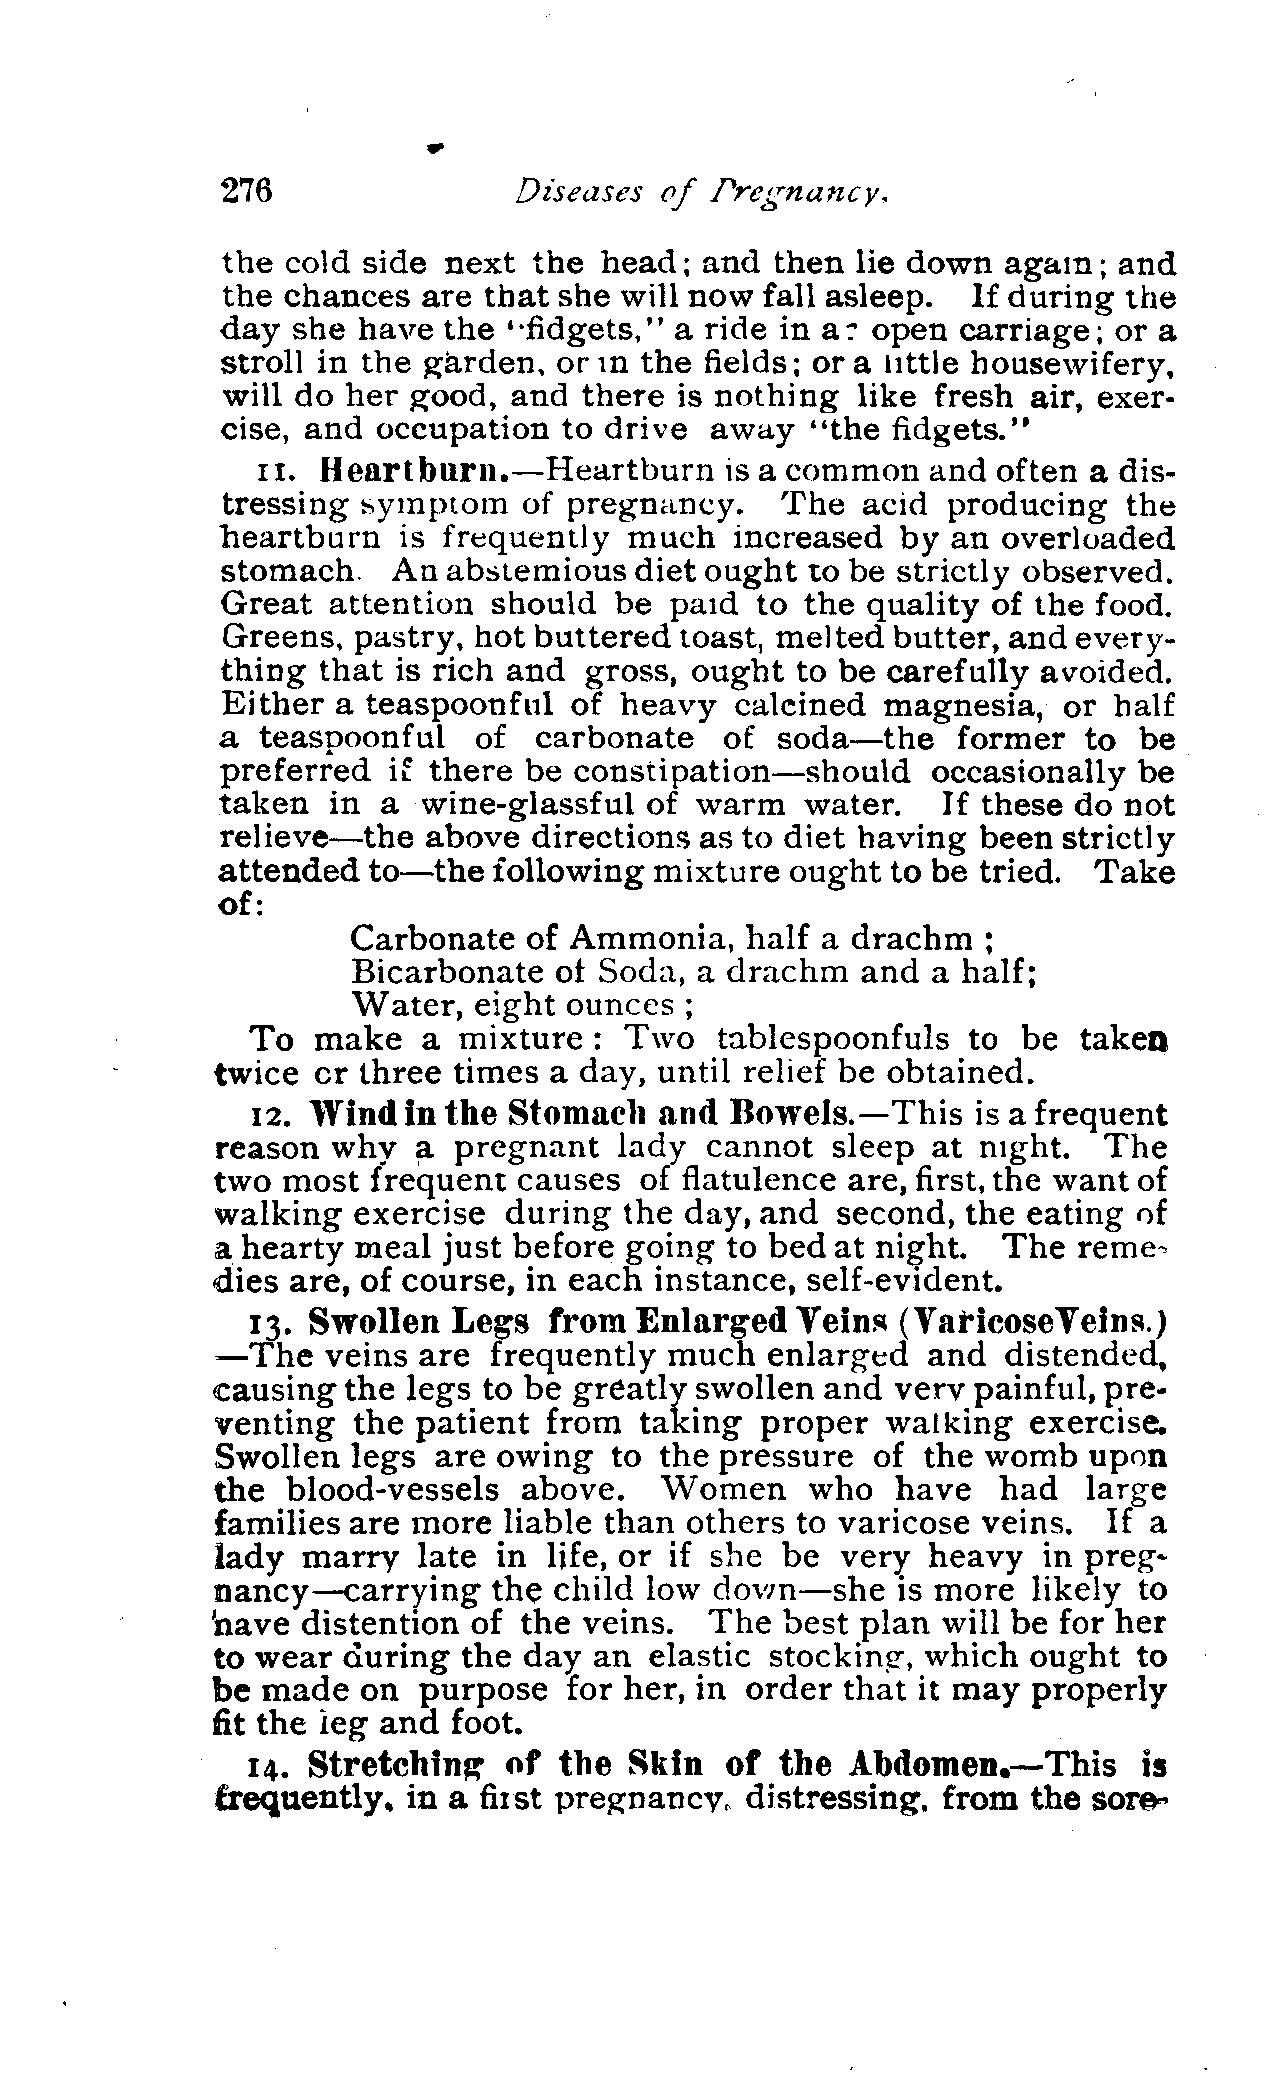 276 Diseases of Pregnancy.
the cold side next the head; and then lie down again; and
the chances are that she will now fall asleep. If during the
day she have the "fidgets," a ride in an open carriage; or a
stroll in the garden, or in the fields; or a little housewifery,
will do her good, and there is nothing like fresh air, exer-
cise, and occupation to drive away "the fidgets."
11. Heartburn.—Heartburn is a common and often a dis-
tressing symptom of pregnancy. The acid producing the
heartburn is frequently much increased by an overloaded
stomach. An abstemious diet ought to be strictly observed.
Great attention should be paid to the quality of the food.
Greens, pastry, hot buttered toast, melted butter, and every-
thing that is rich and gross, ought to be carefully avoided.
Either a teaspoonful of heavy calcined magnesia, or half
a teaspoonful of carbonate of soda—the former to be
preferred if there be constipation—should occasionally be
taken in a wine-glassful of warm water. If these do not
relieve—the above directions as to diet having been strictly
attended to—the following mixture ought to be tried. Take
of:
Carbonate of Ammonia, half a drachm ;
Bicarbonate of Soda, a drachm and a half;
Water, eight ounces ;
To make a mixture : Two tablespoonfuls to be taken
twice or three times a day, until relief be obtained.
12. Wind in the Stomach and Bowels.—This is a frequent
reason why a pregnant lady cannot sleep at night. The
two most frequent causes of flatulence are, first, the want of
walking exercise during the day, and second, the eating of
a hearty meal just before going to bed at night. The reme-
dies are, of course, in each instance, self-evident.
13. Swollen Legs from Enlarged Veins (Varicose Veins.)
—The veins are frequently much enlarged and distended,
causing the legs to be greatly swollen and very painful, pre-
venting the patient from taking proper walking exercise.
Swollen legs are owing to the pressure of the womb upon
the blood-vessels above. Women who have had large
families are more liable than others to varicose veins. If a
lady marry late in life, or if she be very heavy in preg-
nancy—carrying the child low down—she is more likely to
have distention of the veins. The best plan will be for her
to wear during the day an elastic stocking, which ought to
be made on purpose for her, in order that it may properly
fit the leg and foot.
14. Stretching of the Skin of the Abdomen.—This is
frequently, in a first pregnancy, distressing, from the sore-